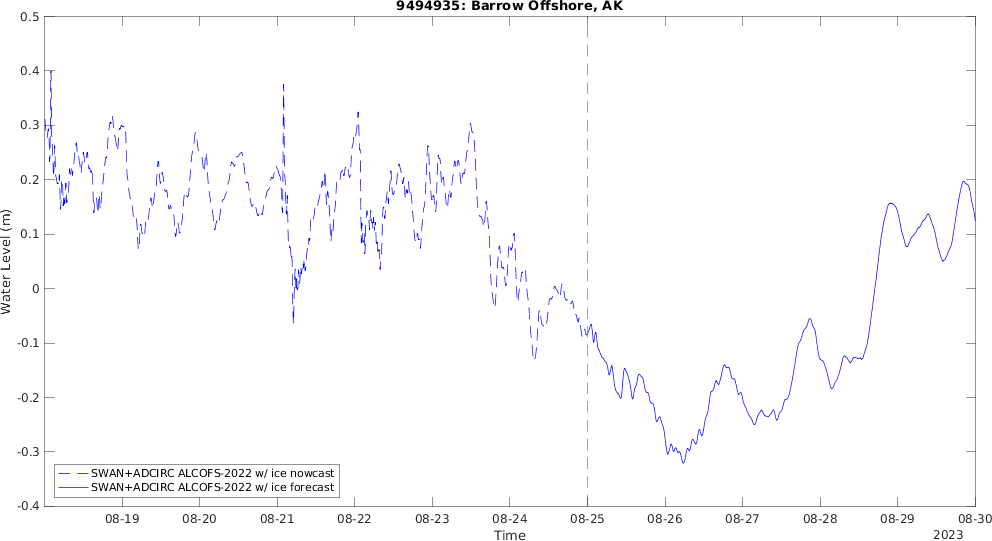 9494935: Barrow Offshore, AK
0.5
0.4
0.3
0.2
0.1
0
-0.1
-0.2
-0.3
-0.4
Water Level (m)
SWAN+ADCIRC ALCOFS-2022 w/ ice nowcast
SWAN+ADCIRC ALCOFS-2022 w/ ice forecast
08-19 08-20 08-21 08-22 08-23 08-24 08-25 08-26 08-27 08-28 08-29 08-30
Time
2023